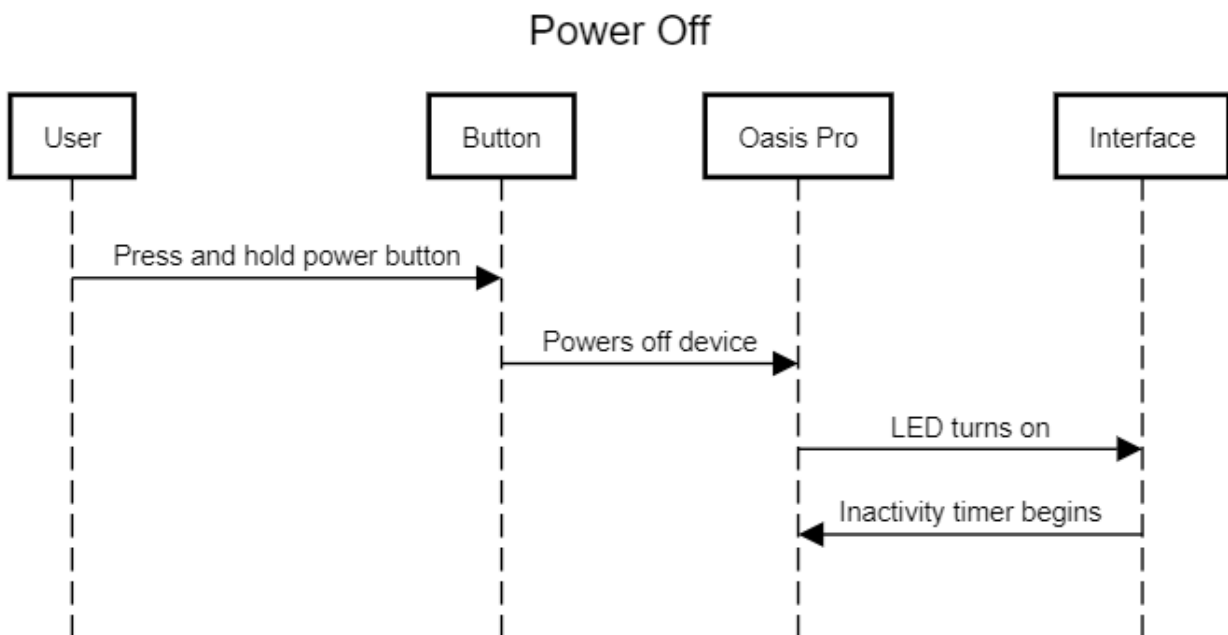 Power Off
User
Button
Oasis Pro
Interface
Press and hold power button
Powers off device
LED turns on
Inactivity timer begins